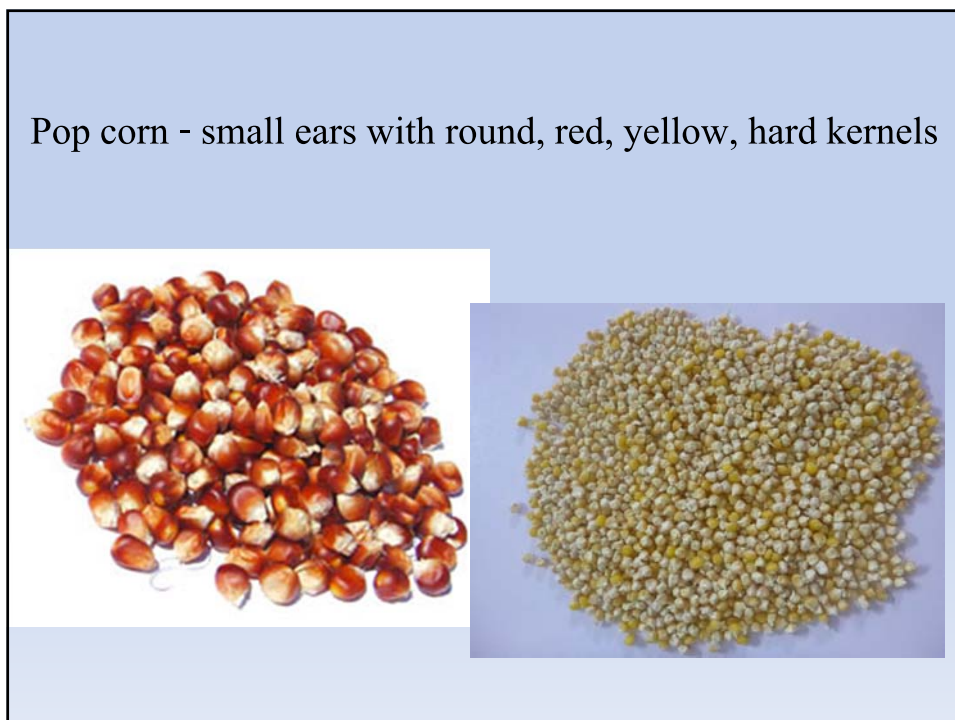 Pop corn - small ears with round, red, yellow, hard kernels